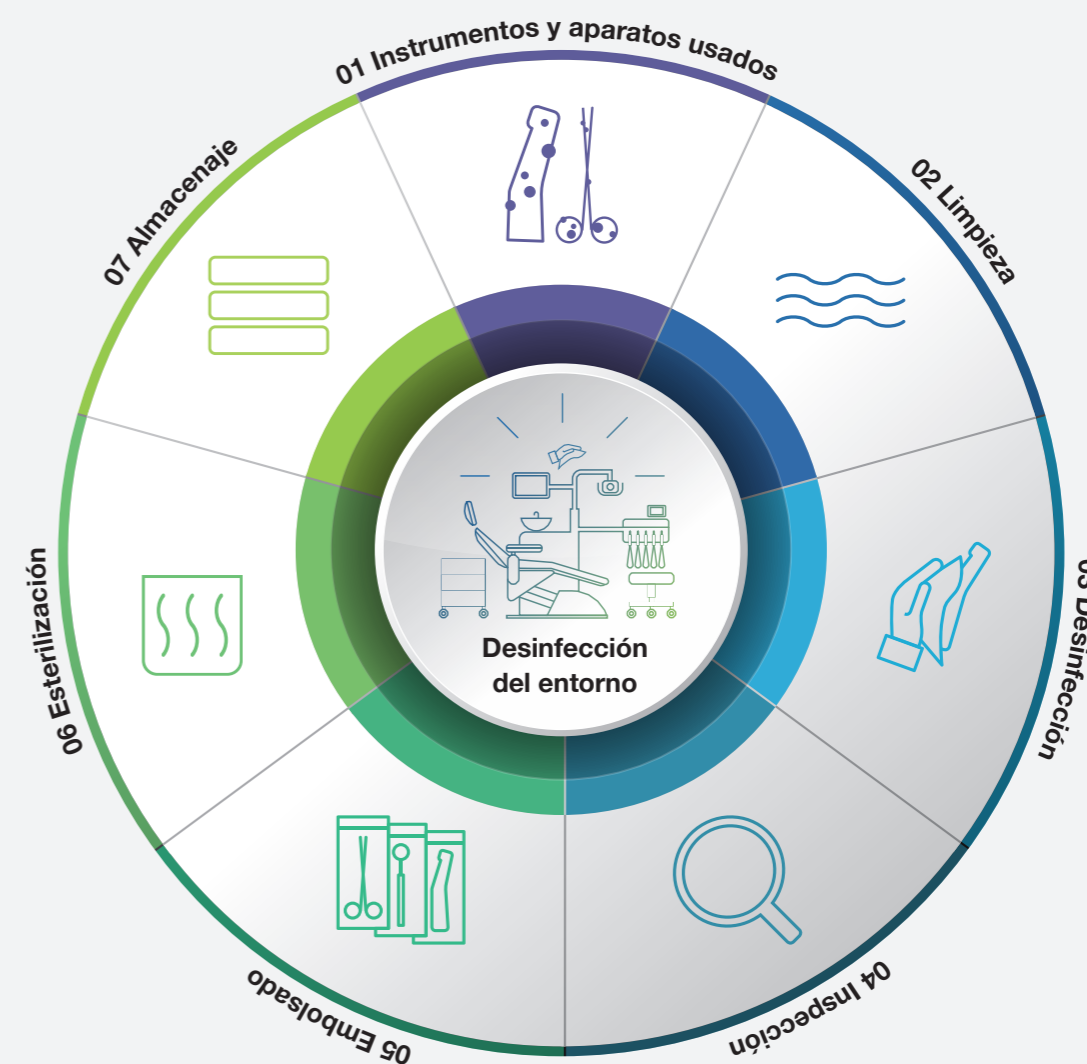 01 Instrumentos y aparatos usados
02 Limpieza
03 Desinfección
04 Inspección
05 Embolsado
06 Esterilización
07 Almacenaje
Desinfección
del entorno